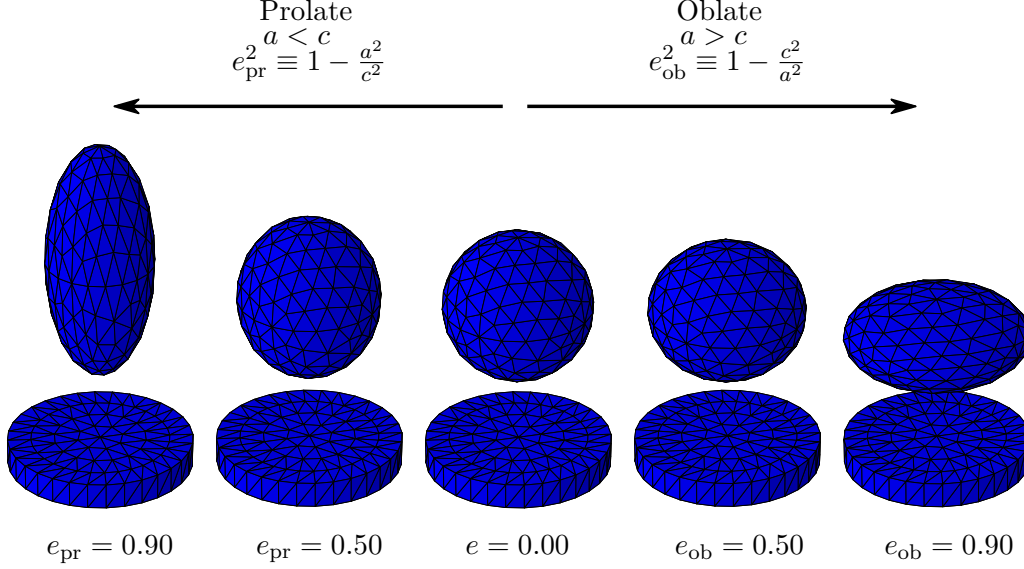 Prolate
a < c
e²_pr ≡ 1 − a²/c²
Oblate
a > c
e²_ob ≡ 1 − c²/a²
e_pr = 0.90
e_pr = 0.50
e = 0.00
e_ob = 0.50
e_ob = 0.90